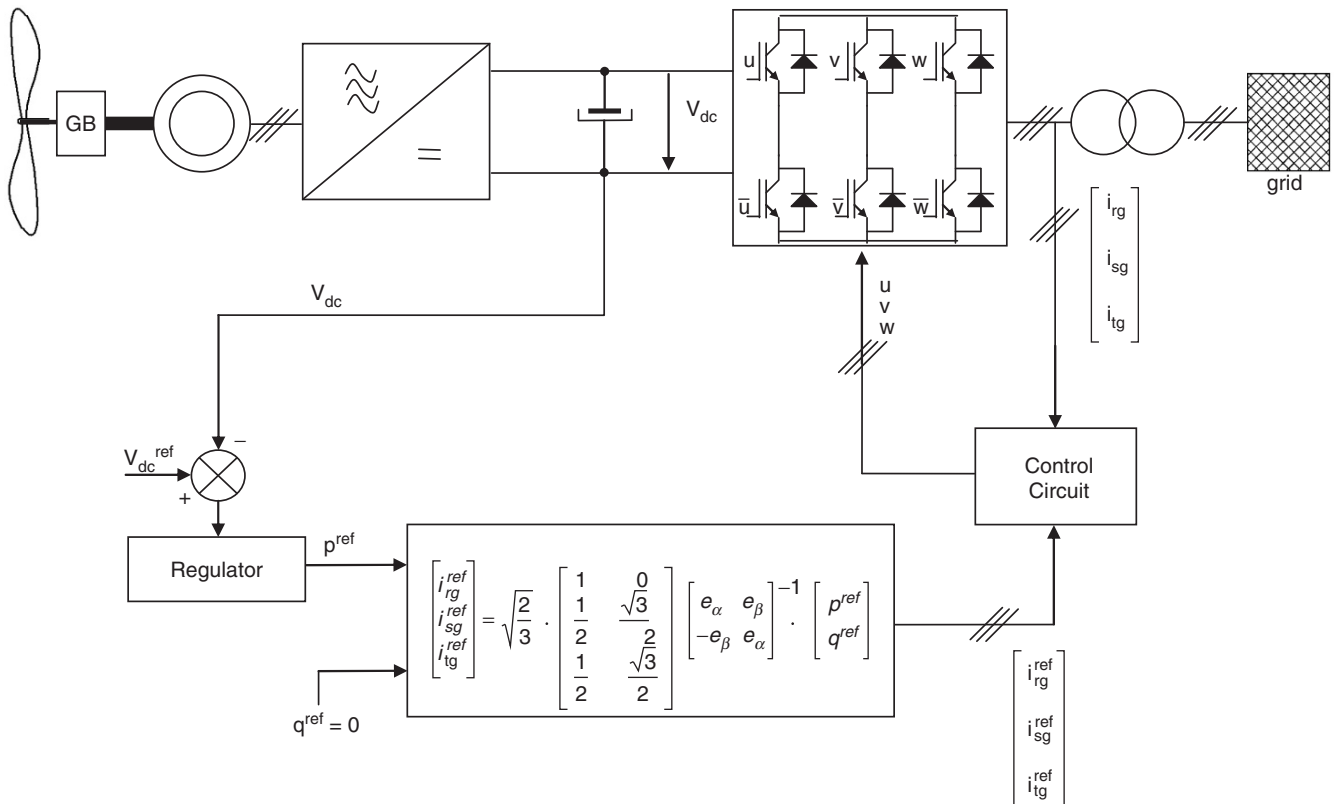 GB
V_dc
u v w
u̅ v̅ w̅
grid
[i_rg
i_sg
i_tg]
u
v
w
V_dc
−
V_dc^ref
+
Control
Circuit
Regulator
p^ref
[i_rg^ref
i_sg^ref
i_tg^ref] = √(2/3) · [1 0
1/2 √3/2
1/2 √3/2] [e_α e_β
−e_β e_α]^−1 · [p^ref
q^ref]
q^ref = 0
[i_rg^ref
i_sg^ref
i_tg^ref]